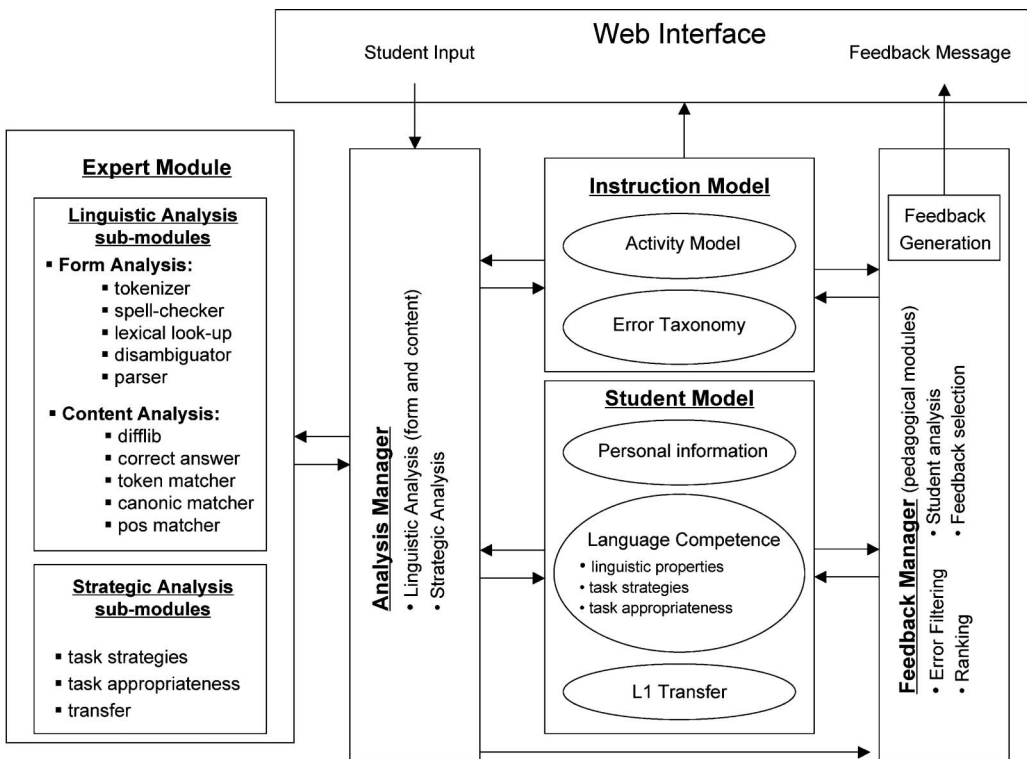 Web Interface
Student Input
Feedback Message
Expert Module
Linguistic Analysis
sub-modules
▪ Form Analysis:
▪ tokenizer
▪ spell-checker
▪ lexical look-up
▪ disambiguator
▪ parser
▪ Content Analysis:
▪ difflib
▪ correct answer
▪ token matcher
▪ canonic matcher
▪ pos matcher
Strategic Analysis
sub-modules
▪ task strategies
▪ task appropriateness
▪ transfer
Analysis Manager
• Linguistic Analysis (form and content)
• Strategic Analysis
Instruction Model
Activity Model
Error Taxonomy
Student Model
Personal information
Language Competence
• linguistic properties
• task strategies
• task appropriateness
L1 Transfer
Feedback
Generation
Feedback Manager (pedagogical modules)
• Error Filtering • Student analysis
• Ranking • Feedback selection